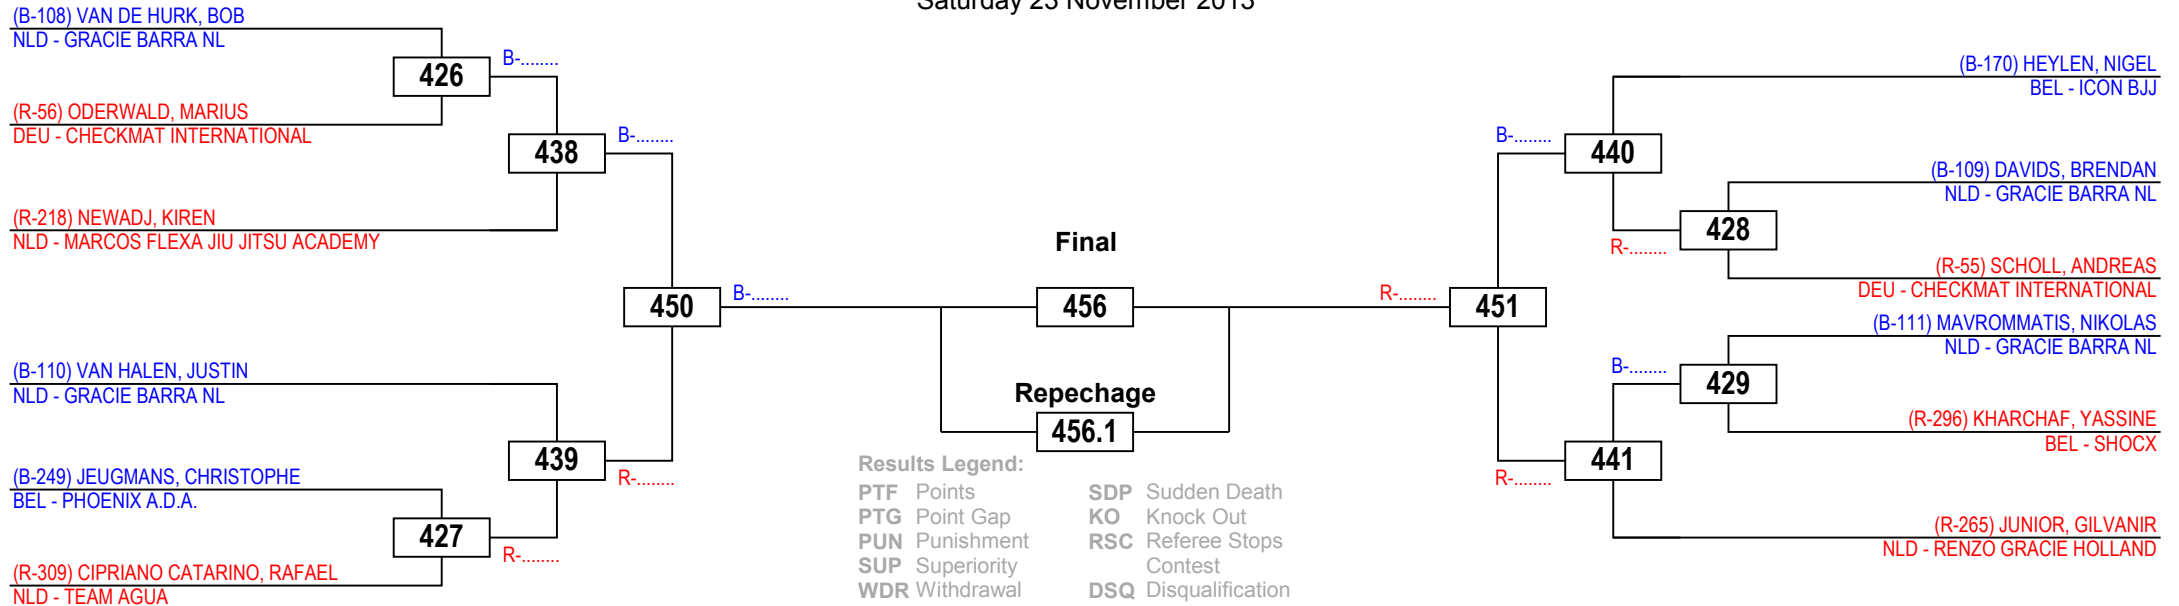 Saturday 23 November 2013
(B-108) VAN DE HURK, BOB
NLD - GRACIE BARRA NL
426
B-........
(R-56) ODERWALD, MARIUS
DEU - CHECKMAT INTERNATIONAL
438
B-........
(R-218) NEWADJ, KIREN
NLD - MARCOS FLEXA JIU JITSU ACADEMY
450
B-........
(B-110) VAN HALEN, JUSTIN
NLD - GRACIE BARRA NL
439
R-........
(B-249) JEUGMANS, CHRISTOPHE
BEL - PHOENIX A.D.A.
427
R-........
(R-309) CIPRIANO CATARINO, RAFAEL
NLD - TEAM AGUA
Final
456
Repechage
456.1
Results Legend:
PTF Points
PTG Point Gap
PUN Punishment
SUP Superiority
WDR Withdrawal
SDP Sudden Death
KO Knock Out
RSC Referee Stops
Contest
DSQ Disqualification
(B-170) HEYLEN, NIGEL
BEL - ICON BJJ
B-........
440
(B-109) DAVIDS, BRENDAN
NLD - GRACIE BARRA NL
R-........
428
(R-55) SCHOLL, ANDREAS
DEU - CHECKMAT INTERNATIONAL
R-........
451
(B-111) MAVROMMATIS, NIKOLAS
NLD - GRACIE BARRA NL
B-........
429
(R-296) KHARCHAF, YASSINE
BEL - SHOCX
R-........
441
(R-265) JUNIOR, GILVANIR
NLD - RENZO GRACIE HOLLAND